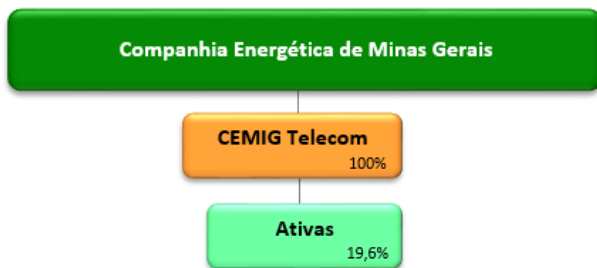 Companhia Energética de Minas Gerais
CEMIG Telecom
100%
Ativas
19,6%